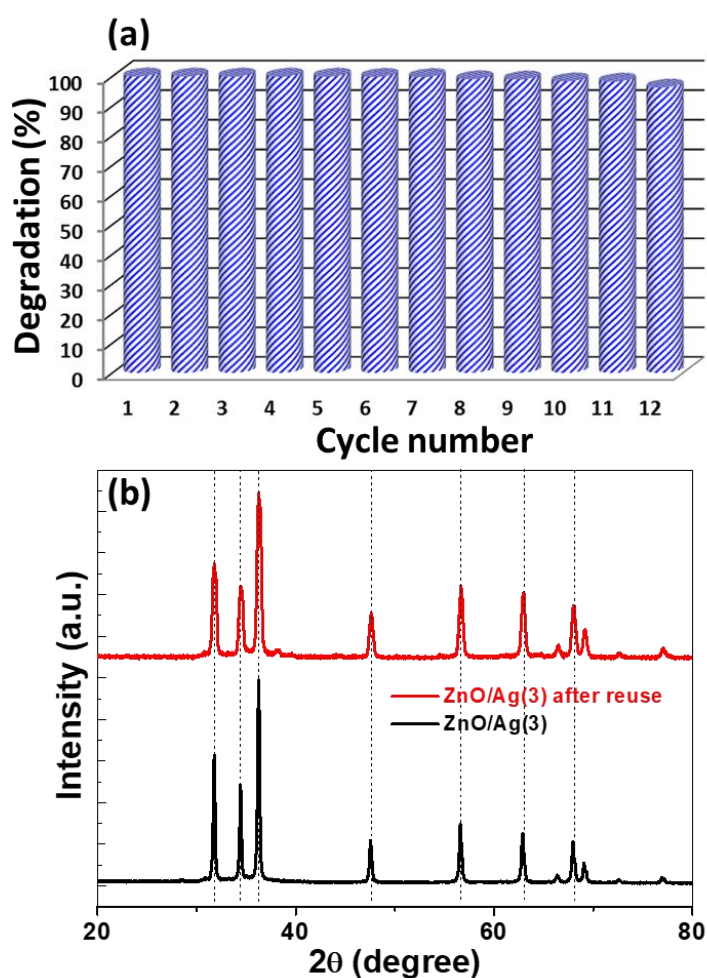 (a)
Degradation (%)
100
90
80
70
60
50
40
30
20
10
0
1 2 3 4 5 6 7 8 9 10 11 12
Cycle number
(b)
Intensity (a.u.)
ZnO/Ag(3) after reuse
ZnO/Ag(3)
20 40 60 80
2θ (degree)